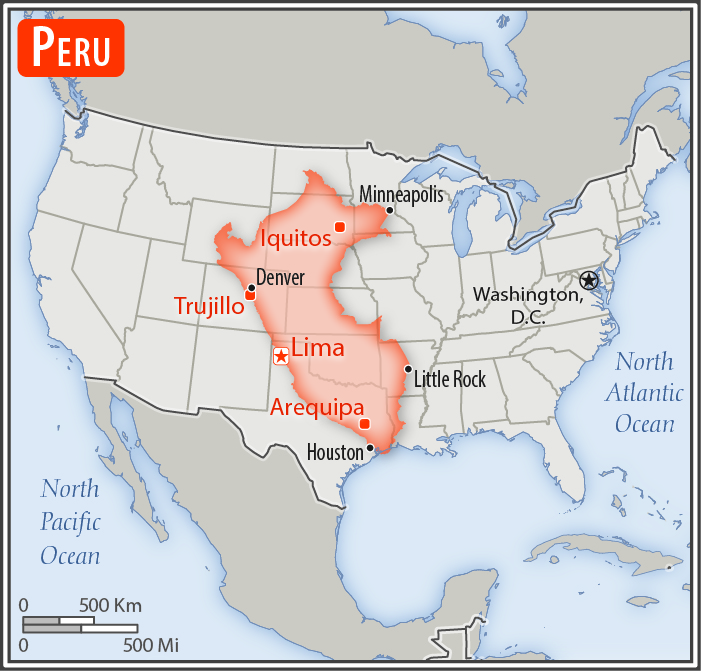 PERU
Minneapolis
Iquitos
Denver
Trujillo
Washington,
D.C.
Lima
Little Rock
Arequipa
Houston
North
Atlantic
Ocean
North
Pacific
Ocean
0 500 Km
0 500 Mi